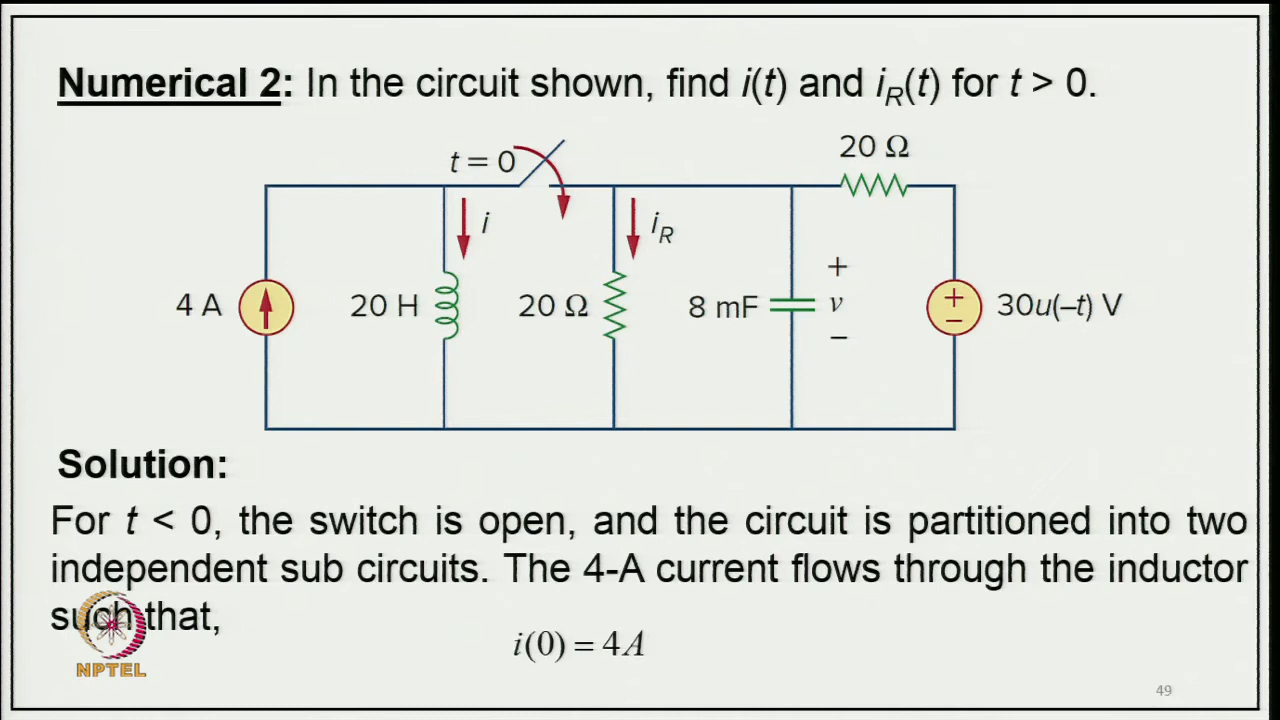 Numerical 2: In the circuit shown, find i(t) and iR(t) for t > 0.
20 Ω
t = 0
i
iR
+
4 A
20 H
20 Ω
8 mF
v
+
–
30u(–t) V
–
Solution:
For t < 0, the switch is open, and the circuit is partitioned into two
independent sub circuits. The 4-A current flows through the inductor
such that,
i(0) = 4A
NPTEL
49